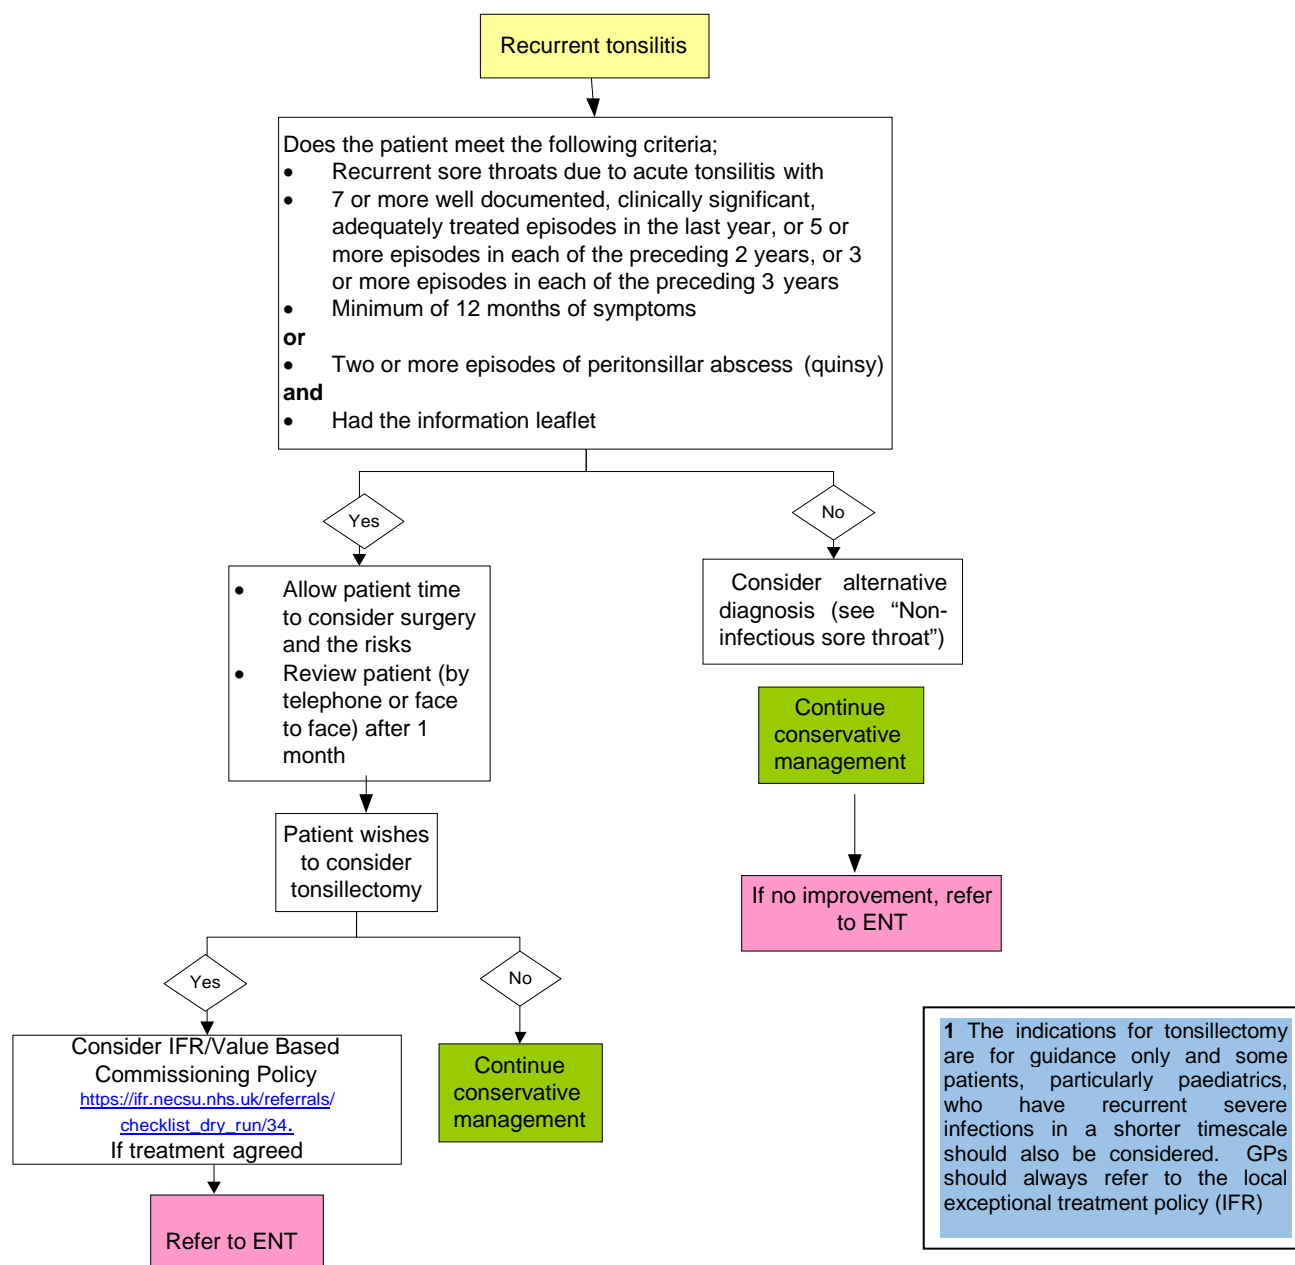 Recurrent tonsilitis
Does the patient meet the following criteria;
• Recurrent sore throats due to acute tonsilitis with
• 7 or more well documented, clinically significant,
adequately treated episodes in the last year, or 5 or
more episodes in each of the preceding 2 years, or 3
or more episodes in each of the preceding 3 years
• Minimum of 12 months of symptoms
or
• Two or more episodes of peritonsillar abscess (quinsy)
and
• Had the information leaflet
Yes
No
• Allow patient time
to consider surgery
and the risks
• Review patient (by
telephone or face
to face) after 1
month
Consider alternative
diagnosis (see “Non-
infectious sore throat”)
Continue
conservative
management
Patient wishes
to consider
tonsillectomy
If no improvement, refer
to ENT
Yes
No
Consider IFR/Value Based
Commissioning Policy
https://ifr.necsu.nhs.uk/referrals/
checklist_dry_run/34.
If treatment agreed
Continue
conservative
management
Refer to ENT
1 The indications for tonsillectomy
are for guidance only and some
patients, particularly paediatrics,
who have recurrent severe
infections in a shorter timescale
should also be considered. GPs
should always refer to the local
exceptional treatment policy (IFR)